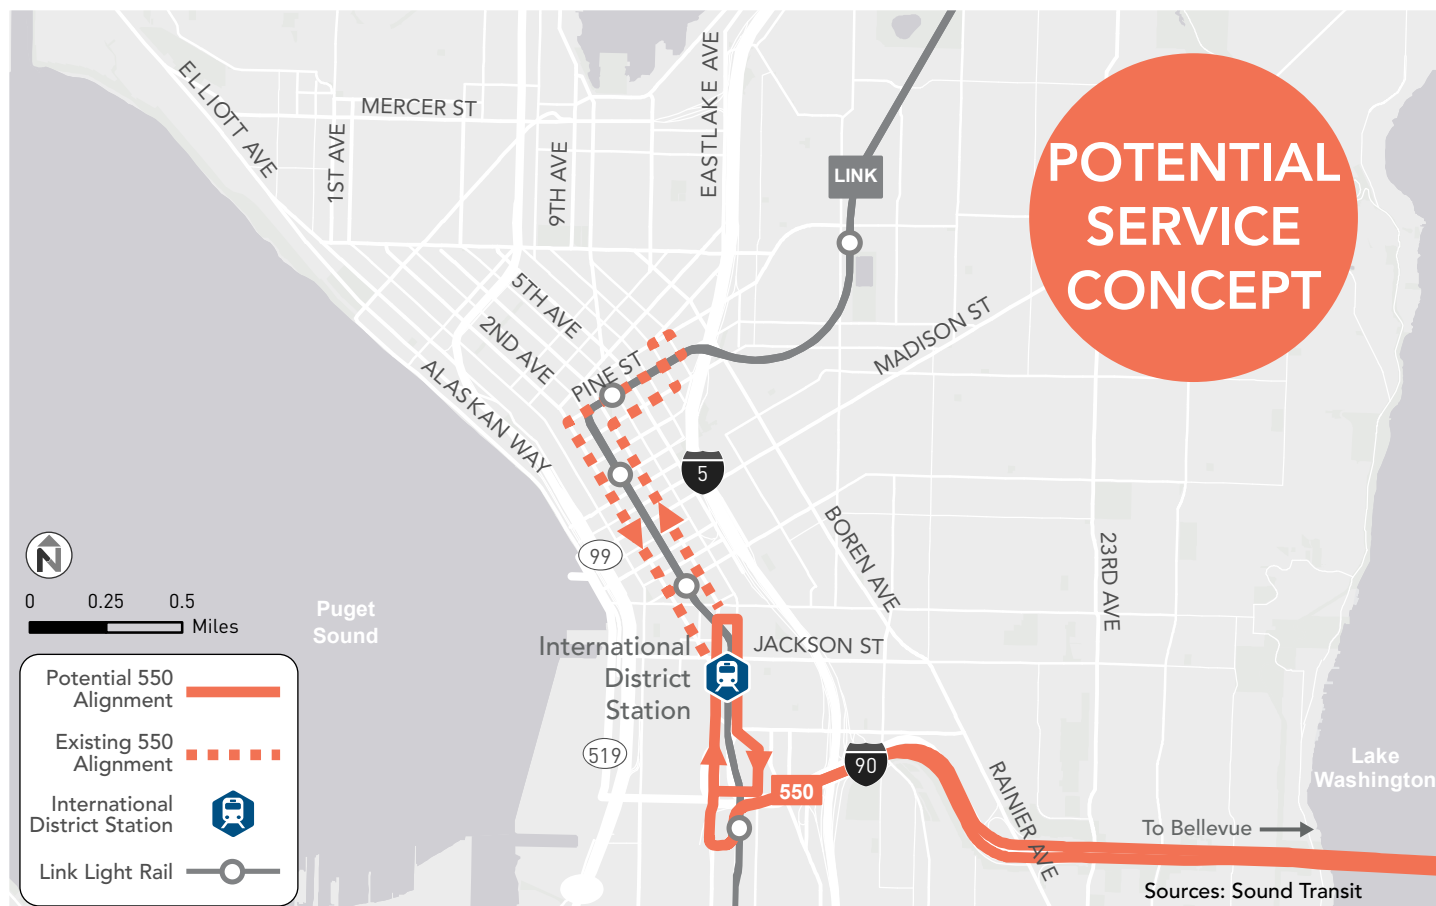 ELLIOTT AVE
MERCER ST
1ST AVE
9TH AVE
EASTLAKE AVE
LINK
POTENTIAL
SERVICE
CONCEPT
5TH AVE
2ND AVE
PINE ST
MADISON ST
ALASKAN WAY
5
BOREN AVE
23RD AVE
99
N
0 0.25 0.5
Miles
Puget
Sound
International
District
Station
JACKSON ST
519
90
550
RAINIER AVE
Lake
Washington
To Bellevue
Potential 550
Alignment
Existing 550
Alignment
International
District Station
Link Light Rail
Sources: Sound Transit